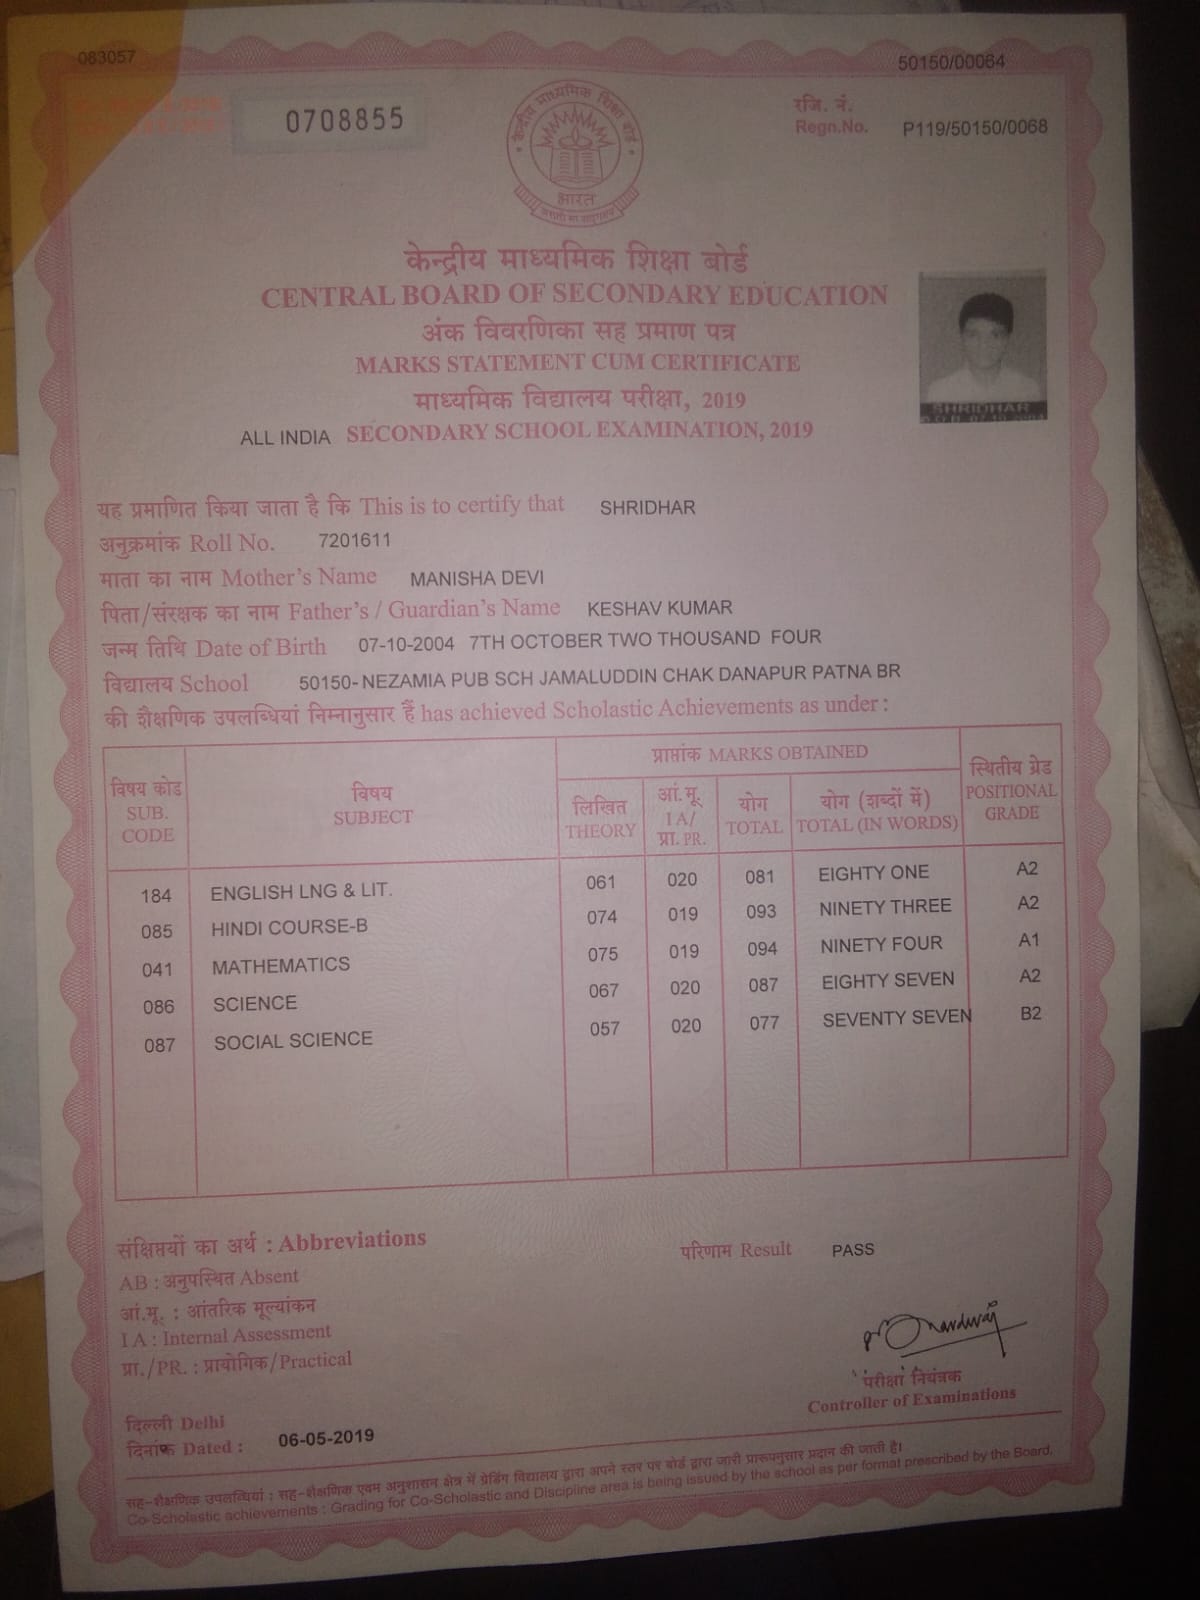 083057
50150/00064
0708855
रजि. नं.
Regn.No. P119/50150/0068
केन्द्रीय माध्यमिक शिक्षा बोर्ड
भारत
केन्द्रीय माध्यमिक शिक्षा बोर्ड
CENTRAL BOARD OF SECONDARY EDUCATION
अंक विवरणिका सह प्रमाण पत्र
MARKS STATEMENT CUM CERTIFICATE
माध्यमिक विद्यालय परीक्षा, 2019
ALL INDIA SECONDARY SCHOOL EXAMINATION, 2019
SHRIDHAR
यह प्रमाणित किया जाता है कि This is to certify that SHRIDHAR
अनुक्रमांक Roll No. 7201611
माता का नाम Mother's Name MANISHA DEVI
पिता/संरक्षक का नाम Father's / Guardian's Name KESHAV KUMAR
जन्म तिथि Date of Birth 07-10-2004 7TH OCTOBER TWO THOUSAND FOUR
विद्यालय School 50150- NEZAMIA PUB SCH JAMALUDDIN CHAK DANAPUR PATNA BR
की शैक्षणिक उपलब्धियां निम्नानुसार हैं has achieved Scholastic Achievements as under :
विषय कोड SUB. CODE
विषय SUBJECT
प्राप्तांक MARKS OBTAINED
लिखित THEORY
आं.मू. I A/ प्रा. PR.
योग TOTAL
योग (शब्दों में) TOTAL (IN WORDS)
स्थितीय ग्रेड POSITIONAL GRADE
184 ENGLISH LNG & LIT. 061 020 081 EIGHTY ONE A2
085 HINDI COURSE-B 074 019 093 NINETY THREE A2
041 MATHEMATICS 075 019 094 NINETY FOUR A1
086 SCIENCE 067 020 087 EIGHTY SEVEN A2
087 SOCIAL SCIENCE 057 020 077 SEVENTY SEVEN B2
संक्षिप्तयों का अर्थ : Abbreviations
परिणाम Result PASS
AB : अनुपस्थित Absent
आं.मू. : आंतरिक मूल्यांकन
I A : Internal Assessment
प्रा./PR. : प्रायोगिक/Practical
परीक्षा नियंत्रक
Controller of Examinations
दिल्ली Delhi
दिनांक Dated : 06-05-2019
सह-शैक्षणिक उपलब्धियां : सह-शैक्षणिक एवम अनुशासन क्षेत्र में ग्रेडिंग विद्यालय द्वारा अपने स्तर पर बोर्ड द्वारा जारी प्रारूपनुसार प्रदान की जाती है।
Co-Scholastic achievements : Grading for Co-Scholastic and Discipline area is being issued by the school as per format prescribed by the Board.